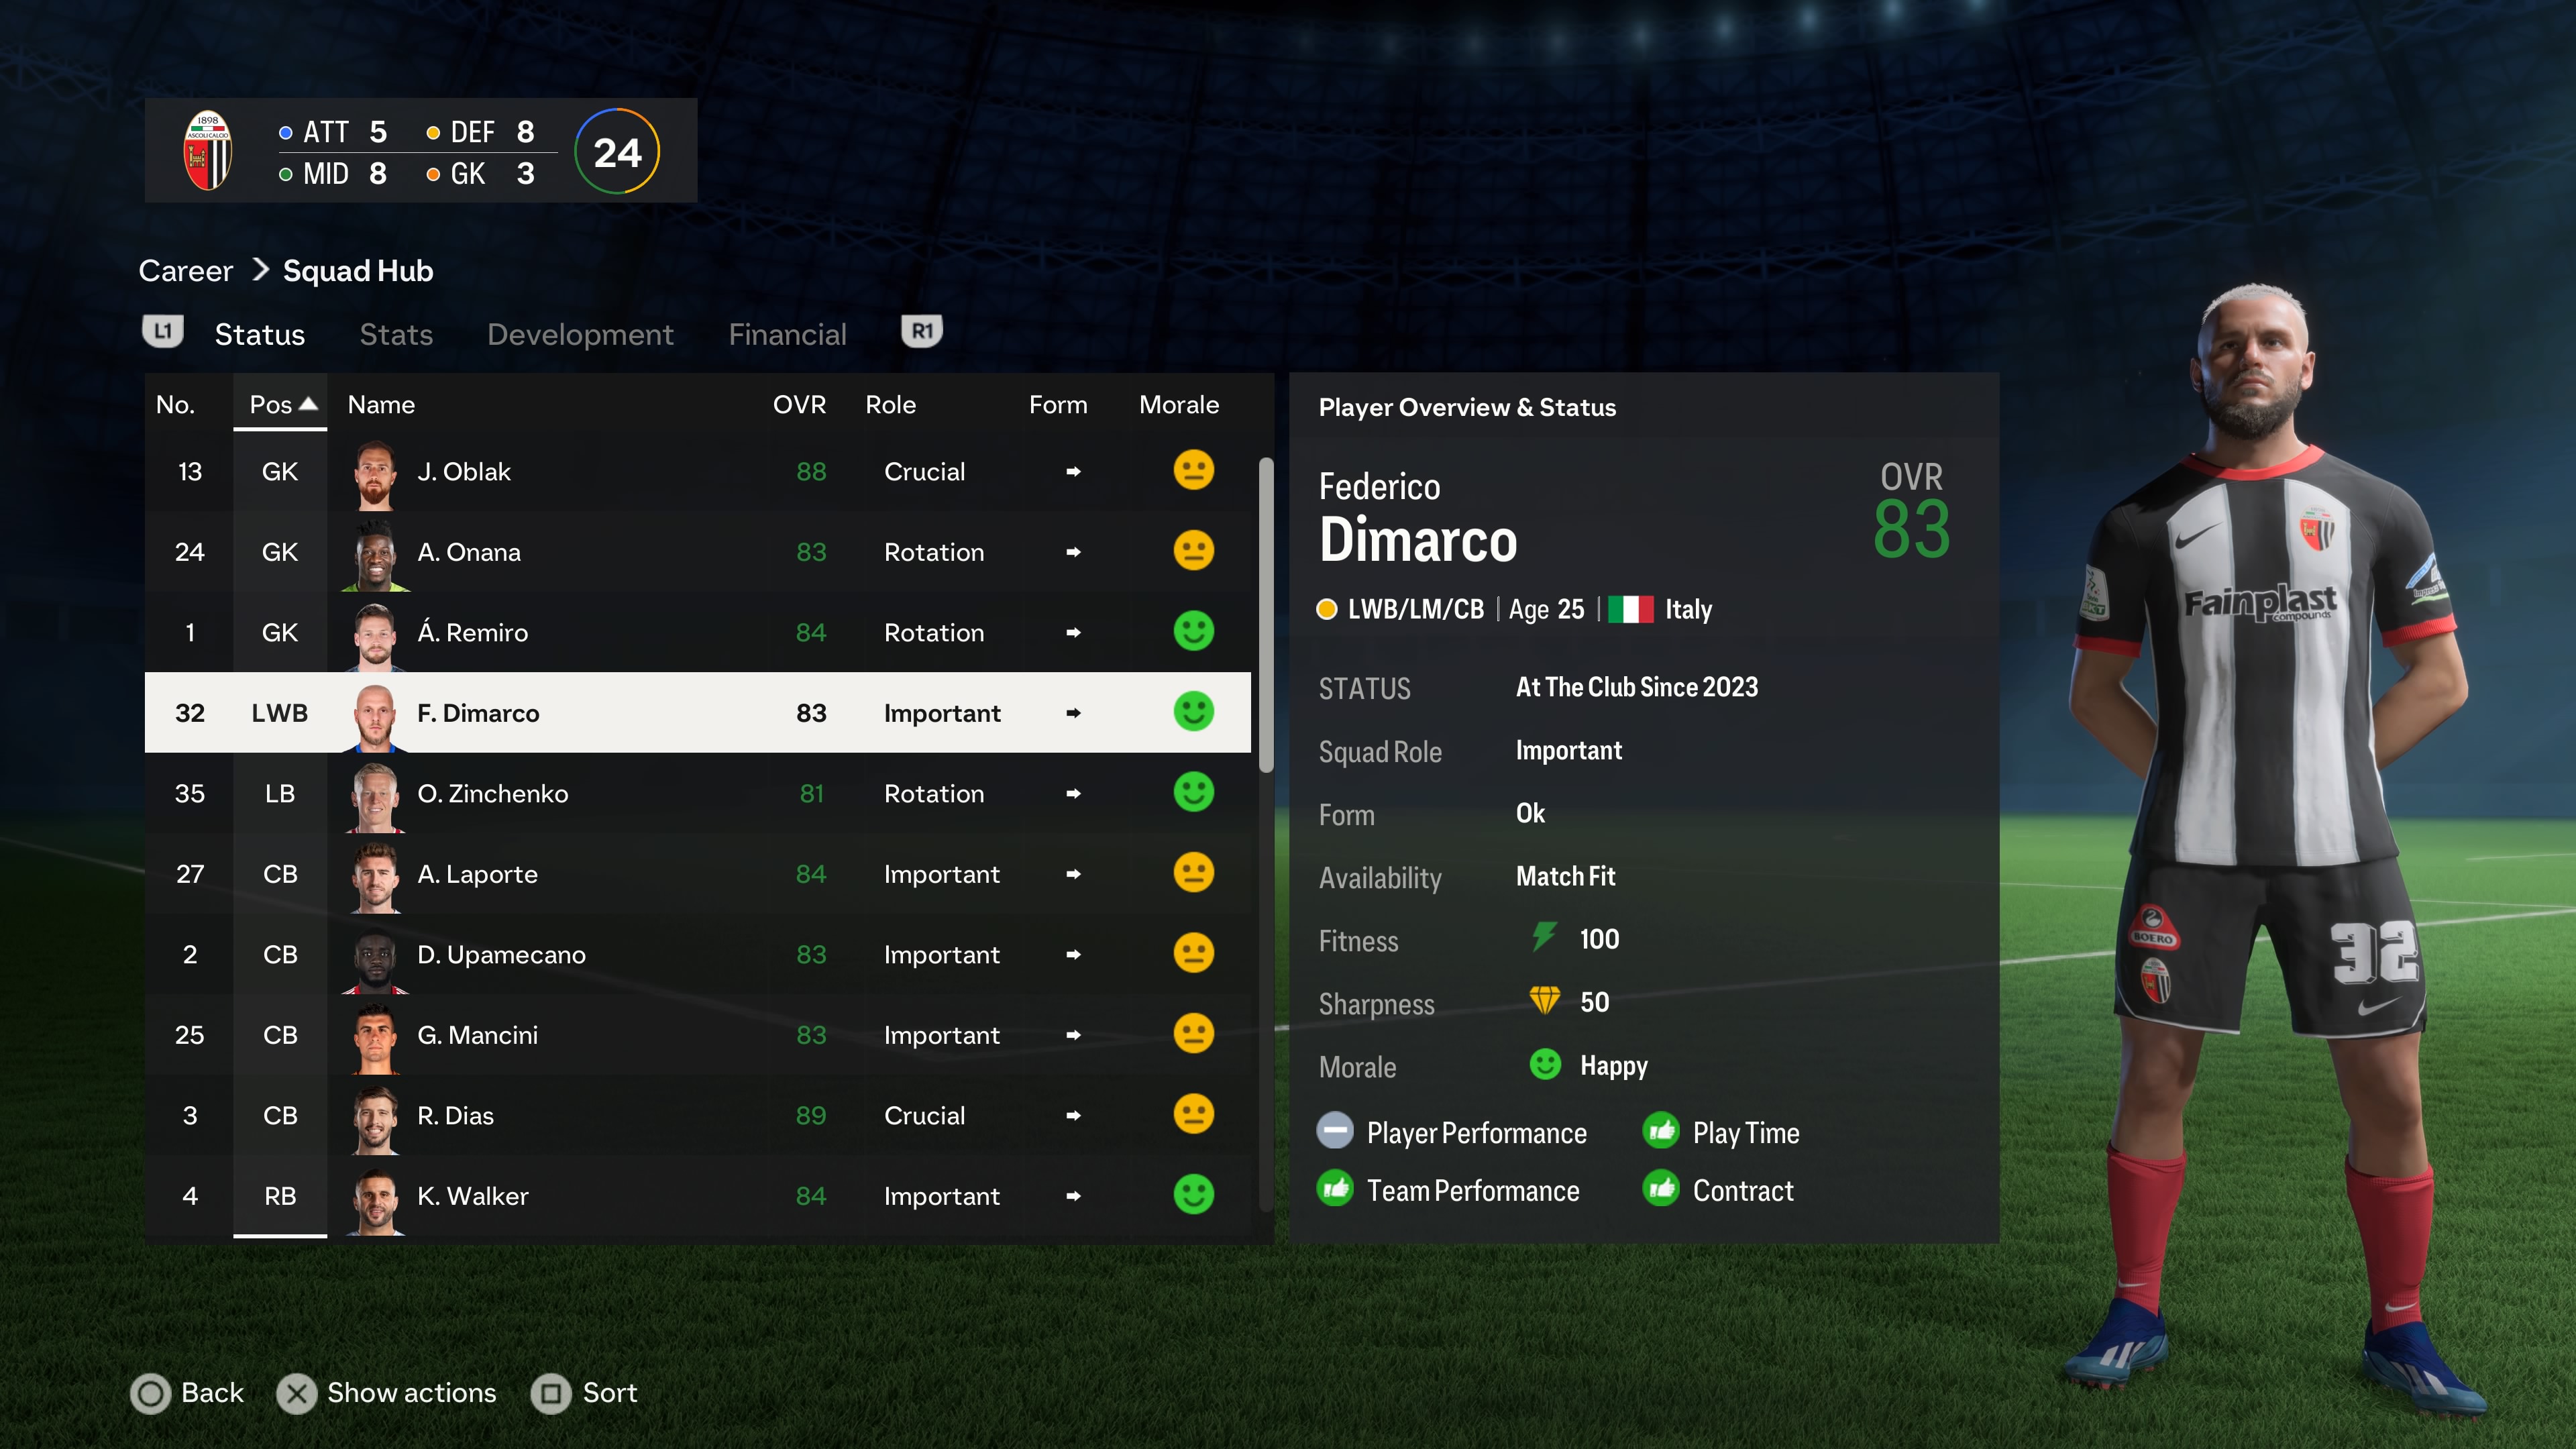 1898
ASCOLI CALCIO
ATT 5 DEF 8
MID 8 GK 3
24
Career > Squad Hub
L1 Status Stats Development Financial R1
No. Pos Name OVR Role Form Morale
13 GK J. Oblak 88 Crucial
24 GK A. Onana 83 Rotation
1 GK Á. Remiro 84 Rotation
32 LWB F. Dimarco 83 Important
35 LB O. Zinchenko 81 Rotation
27 CB A. Laporte 84 Important
2 CB D. Upamecano 83 Important
25 CB G. Mancini 83 Important
3 CB R. Dias 89 Crucial
4 RB K. Walker 84 Important
Player Overview & Status
Federico
Dimarco
OVR
83
LWB/LM/CB | Age 25 | Italy
STATUS At The Club Since 2023
Squad Role Important
Form Ok
Availability Match Fit
Fitness 100
Sharpness 50
Morale Happy
Player Performance Play Time
Team Performance Contract
Fainplast
compounds
BKT
BOERO
32
Back Show actions Sort